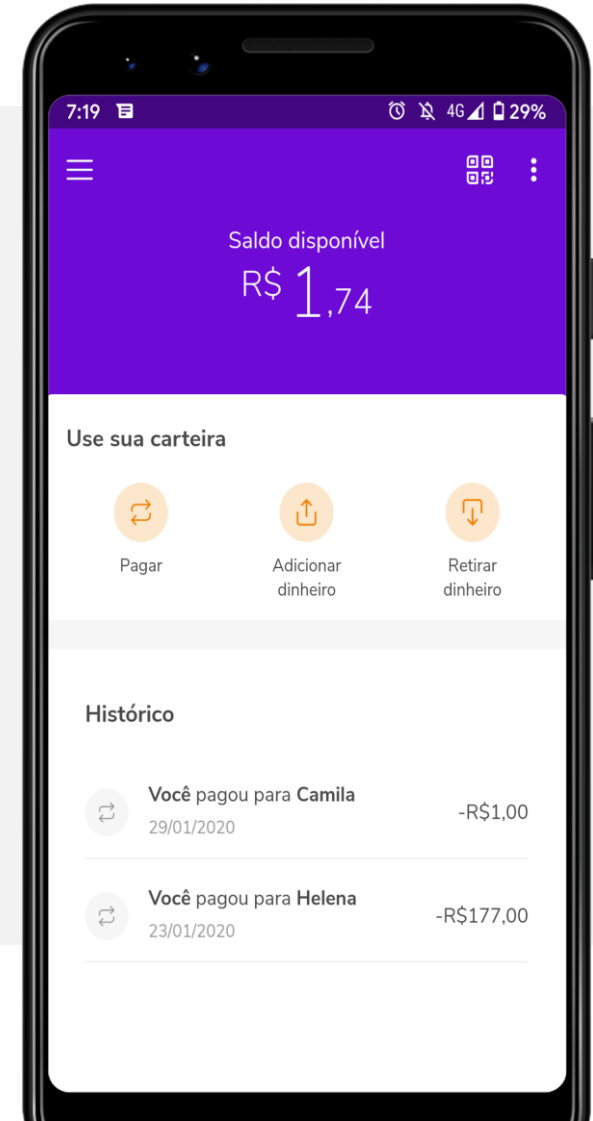 7:19 4G 29%
Saldo disponível
R$ 1,74
Use sua carteira
Pagar
Adicionar
dinheiro
Retirar
dinheiro
Histórico
Você pagou para Camila
29/01/2020
-R$1,00
Você pagou para Helena
23/01/2020
-R$177,00